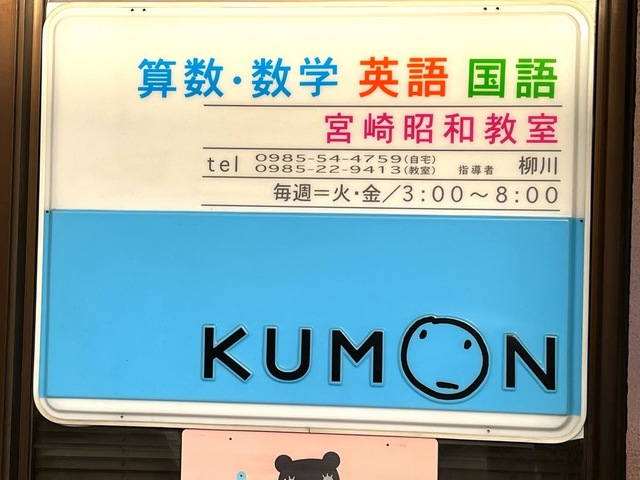 算数・数学 英語 国語
宮崎昭和教室
tel 0985-54-4759(自宅)
0985-22-9413(教室) 指導者 柳川
毎週=火・金/3:00～8:00
KUMON